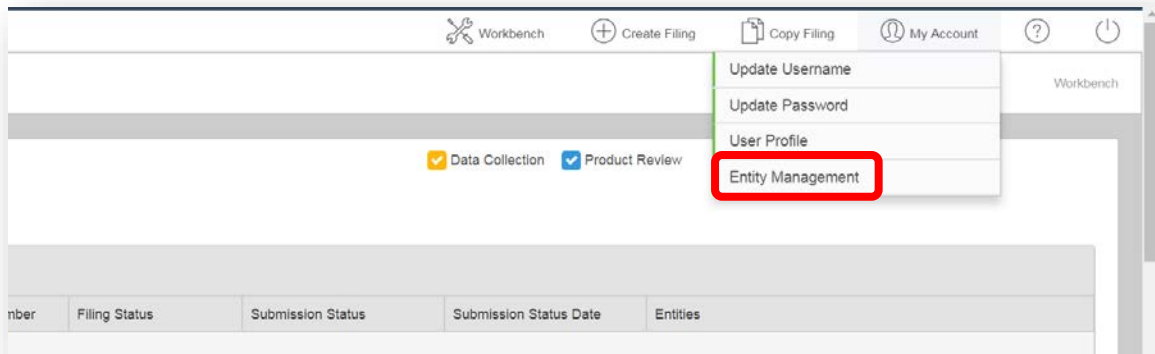 Workbench Create Filing Copy Filing My Account ?
Update Username
Workbench
Update Password
User Profile
Data Collection Product Review
Entity Management
Filing Status Submission Status Submission Status Date Entities